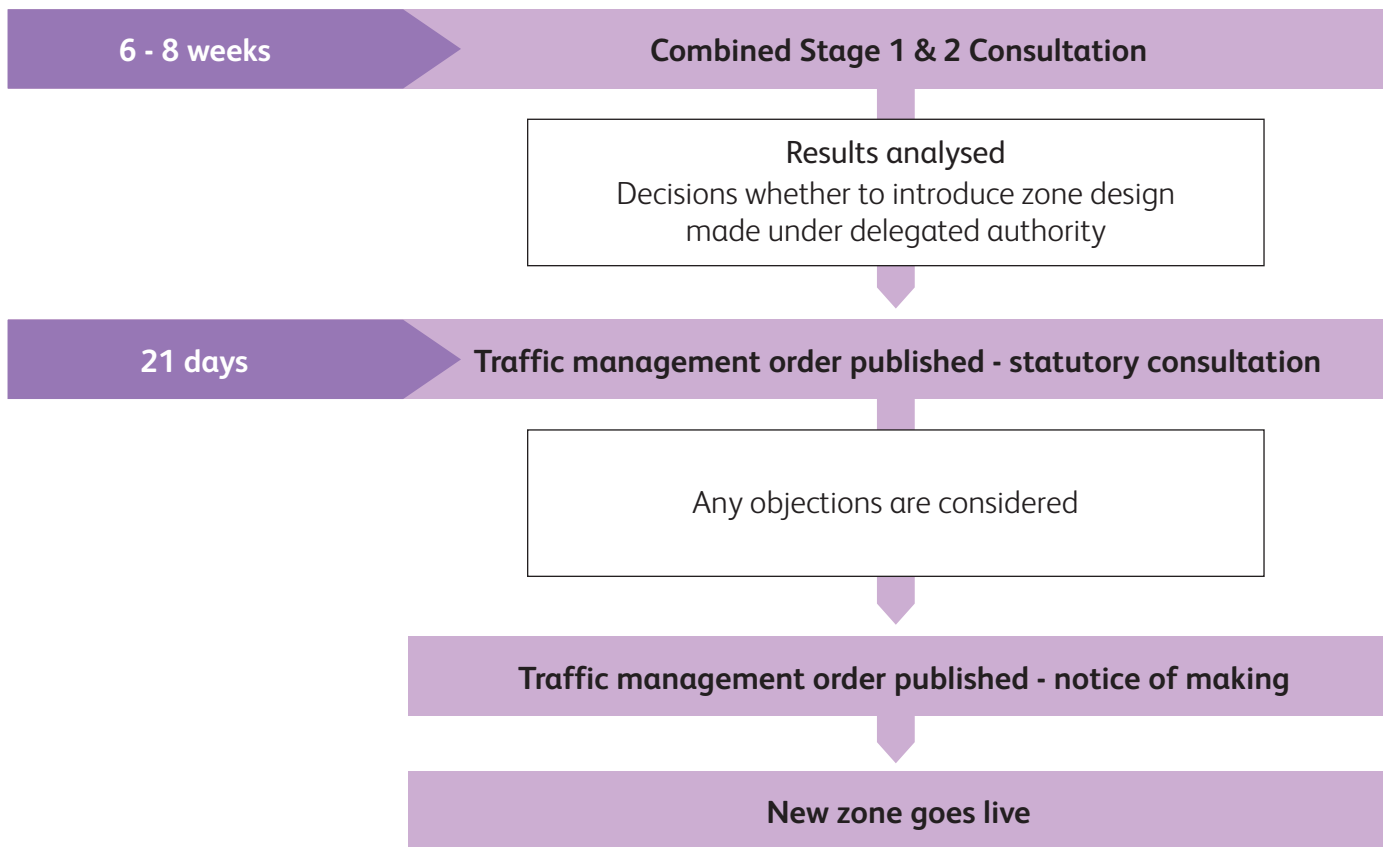 6 - 8 weeks
Combined Stage 1 & 2 Consultation
Results analysed
Decisions whether to introduce zone design
made under delegated authority
21 days
Traffic management order published - statutory consultation
Any objections are considered
Traffic management order published - notice of making
New zone goes live